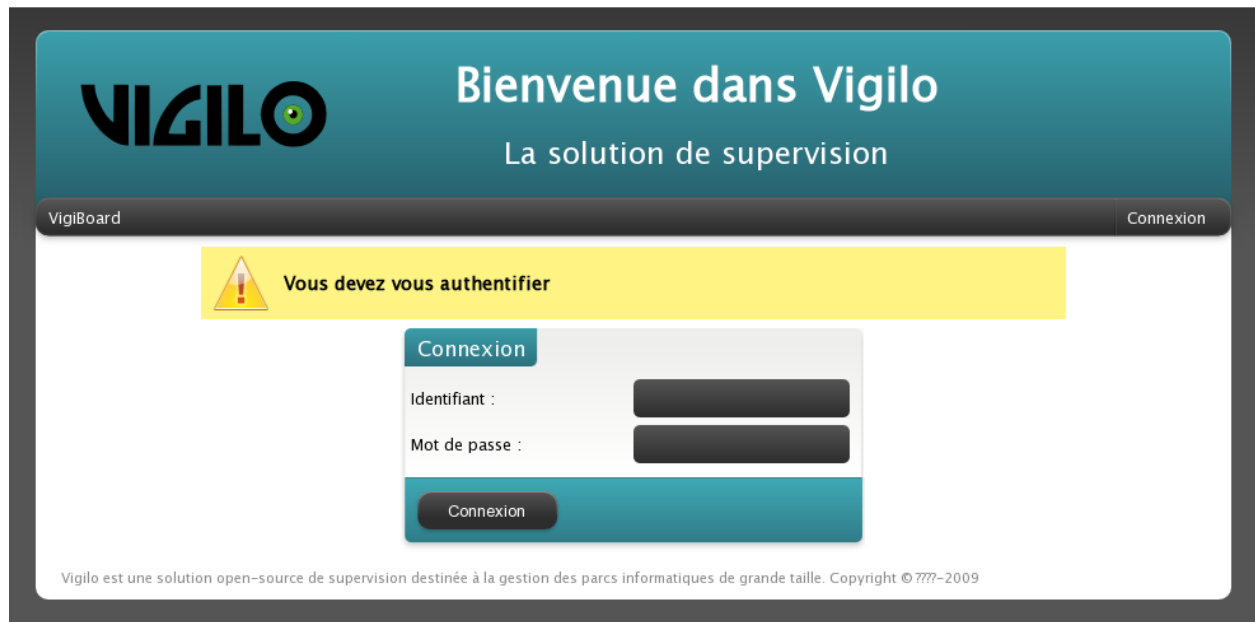 VIGILO
Bienvenue dans Vigilo
La solution de supervision
VigiBoard
Connexion
Vous devez vous authentifier
Connexion
Identifiant :
Mot de passe :
Connexion
Vigilo est une solution open-source de supervision destinée à la gestion des parcs informatiques de grande taille. Copyright © ????-2009